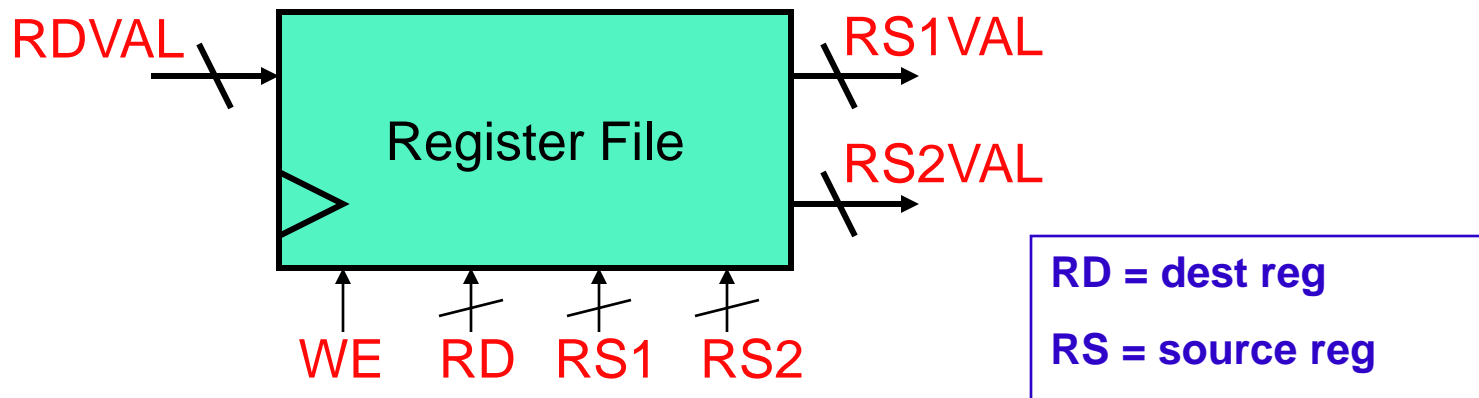 RDVAL
RS1VAL
Register File
RS2VAL
WE RD RS1 RS2
RD = dest reg
RS = source reg